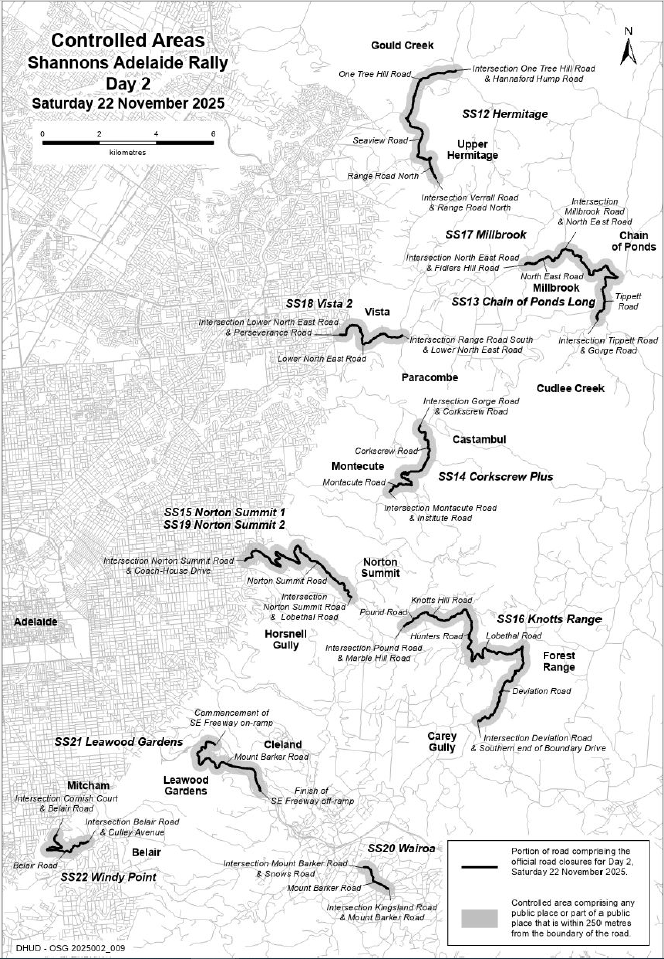 Controlled Areas
Shannons Adelaide Rally
Day 2
Saturday 22 November 2025
0 2 4 6
kilometres
N
Gould Creek
One Tree Hill Road
Intersection One Tree Hill Road
& Hannaford Hump Road
SS12 Hermitage
Seaview Road
Upper
Hermitage
Range Road North
Intersection Verrall Road
& Range Road North
Intersection
Millbrook Road
& North East Road
SS17 Millbrook
Chain
of Ponds
Intersection North East Road
& Fidlers Hill Road
North East Road
Millbrook
SS13 Chain of Ponds Long
Tippett
Road
Intersection Tippett Road
& Gorge Road
SS18 Vista 2
Vista
Intersection Lower North East Road
& Perseverance Road
Lower North East Road
Intersection Range Road South
& Lower North East Road
Paracombe
Cudlee Creek
Intersection Gorge Road
& Corkscrew Road
Castambul
Corkscrew Road
Montecute
Montacute Road
SS14 Corkscrew Plus
Intersection Montacute Road
& Institute Road
SS15 Norton Summit 1
SS19 Norton Summit 2
Intersection Norton Summit Road
& Coach-House Drive
Norton Summit Road
Norton
Summit
Intersection
Norton Summit Road
& Lobethal Road
Horsnell
Gully
Adelaide
Knotts Hill Road
Pound Road
SS16 Knotts Range
Hunters Road
Lobethal Road
Intersection Pound Road
& Marble Hill Road
Forest
Range
Deviation Road
Carey
Gully
Intersection Deviation Road
& Southern end of Boundary Drive
Commencement of
SE Freeway on-ramp
SS21 Leawood Gardens
Cleland
Mount Barker Road
Leawood
Gardens
Finish of
SE Freeway off-ramp
Mitcham
Intersection Cornish Court
& Belair Road
Intersection Belair Road
& Culley Avenue
Belair
Belair Road
SS22 Windy Point
SS20 Wairoa
Intersection Mount Barker Road
& Snows Road
Mount Barker Road
Intersection Kingsland Road
& Mount Barker Road
Portion of road comprising the
official road closures for Day 2,
Saturday 22 November 2025.
Controlled area comprising any
public place or part of a public
place that is within 250 metres
from the boundary of the road.
DHUD - OSG 2025002_009